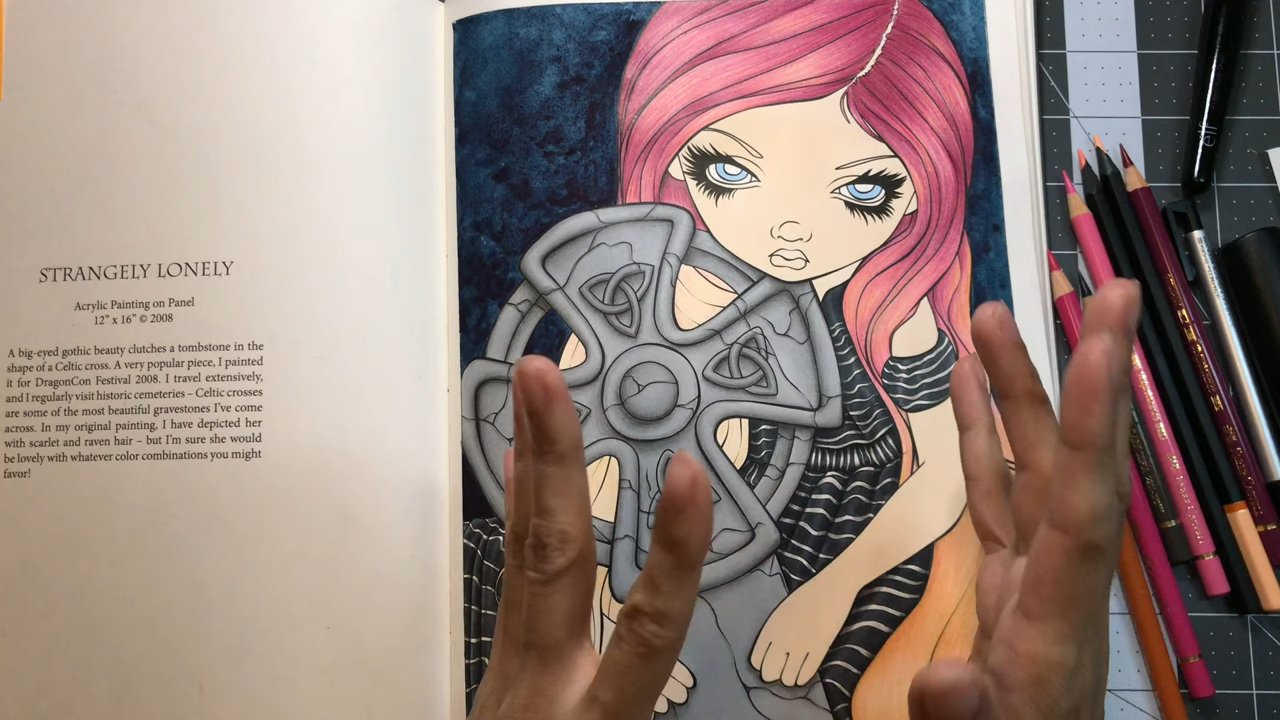 STRANGELY LONELY
Acrylic Painting on Panel
12" x 16" © 2008
A big-eyed gothic beauty clutches a tombstone in the
shape of a Celtic cross. A very popular piece, I painted
it for DragonCon Festival 2008. I travel extensively,
and I regularly visit historic cemeteries – Celtic crosses
are some of the most beautiful gravestones I've come
across. In my original painting, I have depicted her
with scarlet and raven hair – but I'm sure she would
be lovely with whatever color combinations you might
favor!
elf